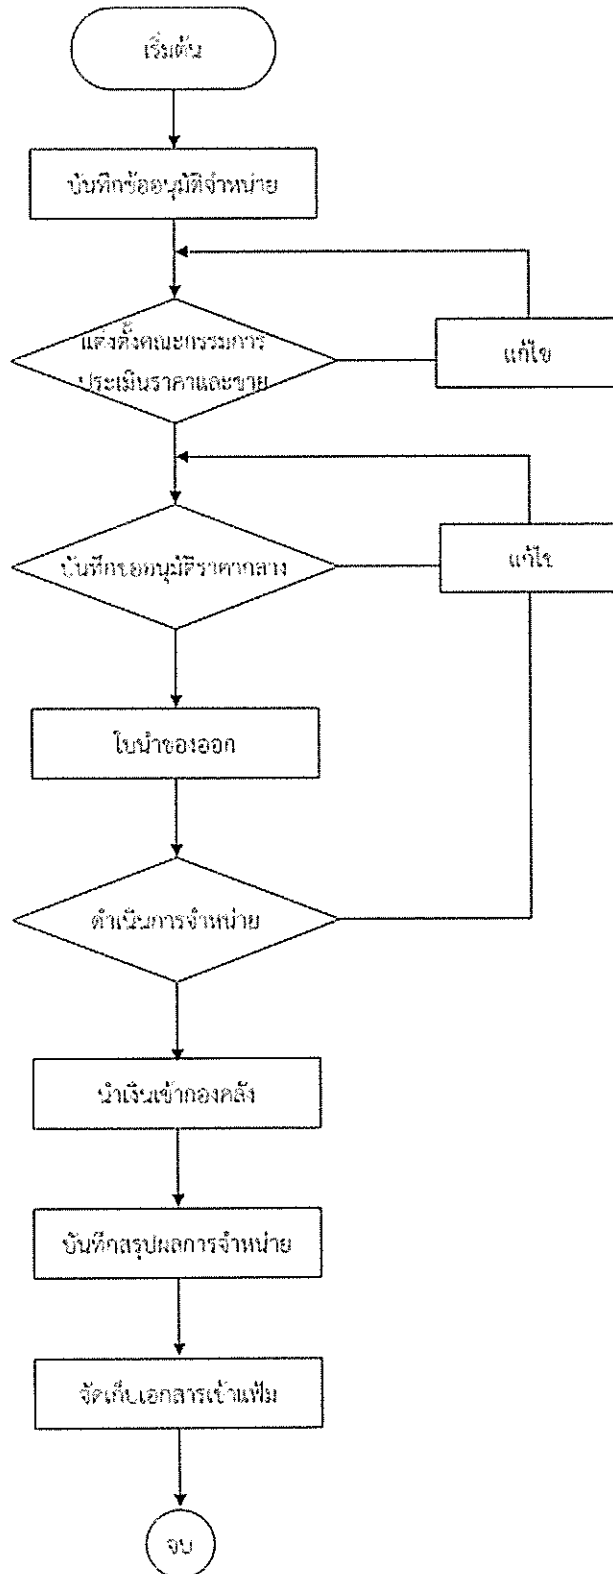 เริ่มต้น
บันทึกขออนุมัติจำหน่าย
แต่งตั้งคณะกรรมการ
ประเมินราคาและขาย
แก้ไข
บันทึกขออนุมัติราคากลาง
แก้ไข
ใบนำของออก
ดำเนินการจำหน่าย
นำเงินเข้ากองคลัง
บันทึกสรุปผลการจำหน่าย
จัดเก็บเอกสารเข้าแฟ้ม
จบ